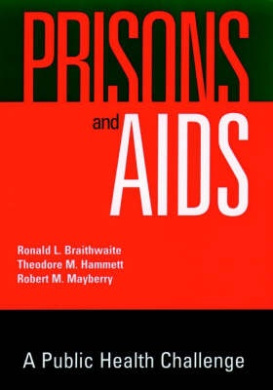 PRISONS
and
AIDS
Ronald L. Braithwaite
Theodore M. Hammett
Robert M. Mayberry
A Public Health Challenge